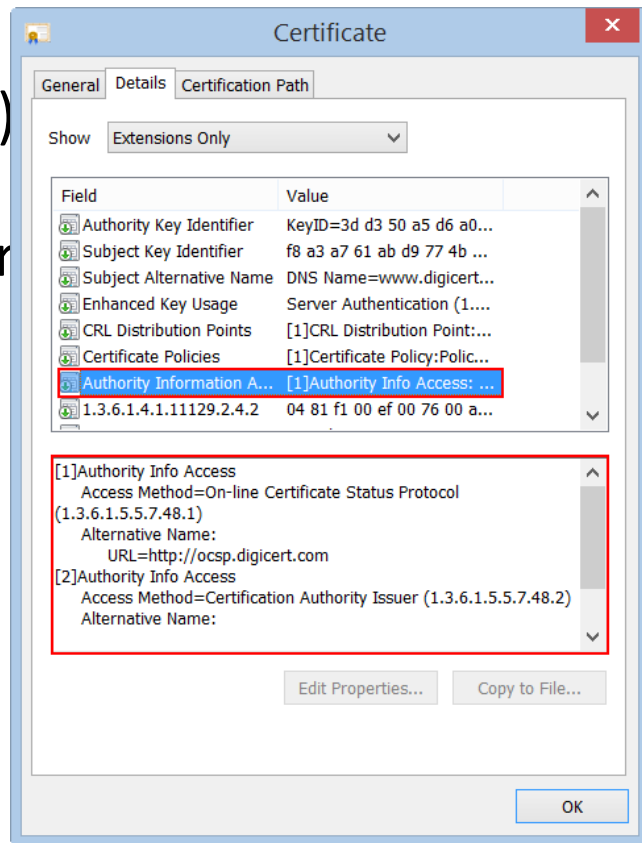 Certificate
General Details Certification Path
)
Show Extensions Only
r
Field Value
Authority Key Identifier KeyID=3d d3 50 a5 d6 a0...
Subject Key Identifier f8 a3 a7 61 ab d9 77 4b ...
Subject Alternative Name DNS Name=www.digicert...
Enhanced Key Usage Server Authentication (1....
CRL Distribution Points [1]CRL Distribution Point:...
Certificate Policies [1]Certificate Policy:Polic...
Authority Information A... [1]Authority Info Access: ...
1.3.6.1.4.1.11129.2.4.2 04 81 f1 00 ef 00 76 00 a...
[1]Authority Info Access
Access Method=On-line Certificate Status Protocol
(1.3.6.1.5.5.7.48.1)
Alternative Name:
URL=http://ocsp.digicert.com
[2]Authority Info Access
Access Method=Certification Authority Issuer (1.3.6.1.5.5.7.48.2)
Alternative Name:
Edit Properties... Copy to File...
OK